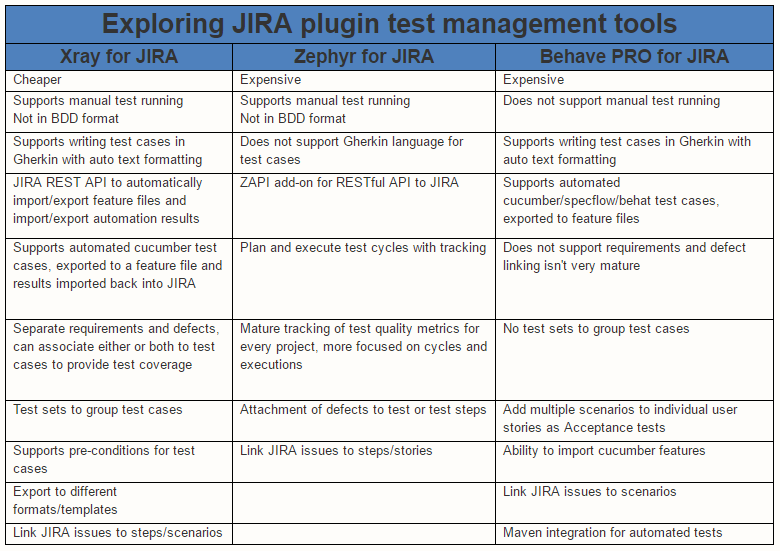 Exploring JIRA plugin test management tools
Xray for JIRA
Zephyr for JIRA
Behave PRO for JIRA
Cheaper
Expensive
Expensive
Supports manual test running
Not in BDD format
Supports manual test running
Not in BDD format
Does not support manual test running
Supports writing test cases in
Gherkin with auto text formatting
Does not support Gherkin language for
test cases
Supports writing test cases in Gherkin with
auto text formatting
JIRA REST API to automatically
import/export feature files and
import/export automation results
ZAPI add-on for RESTful API to JIRA
Supports automated
cucumber/specflow/behat test cases,
exported to feature files
Supports automated cucumber test
cases, exported to a feature file and
results imported back into JIRA
Plan and execute test cycles with tracking
Does not support requirements and defect
linking isn't very mature
Separate requirements and defects,
can associate either or both to test
cases to provide test coverage
Mature tracking of test quality metrics for
every project, more focused on cycles and
executions
No test sets to group test cases
Test sets to group test cases
Attachment of defects to test or test steps
Add multiple scenarios to individual user
stories as Acceptance tests
Supports pre-conditions for test
cases
Link JIRA issues to steps/stories
Ability to import cucumber features
Export to different
formats/templates
Link JIRA issues to scenarios
Link JIRA issues to steps/scenarios
Maven integration for automated tests